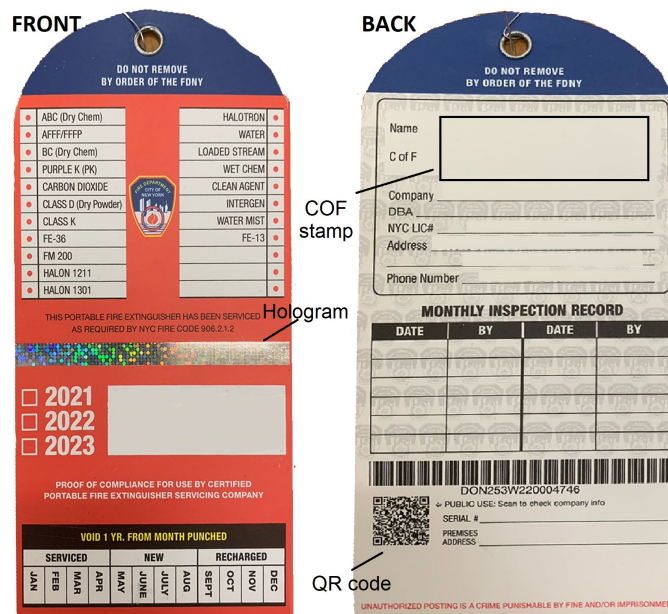 FRONT
DO NOT REMOVE
BY ORDER OF THE FDNY
ABC (Dry Chem)
AFFF/FFFP
BC (Dry Chem)
PURPLE K (PK)
CARBON DIOXIDE
CLASS D (Dry Powder)
CLASS K
FE-36
FM 200
HALON 1211
HALON 1301
HALOTRON
WATER
LOADED STREAM
WET CHEM
CLEAN AGENT
INTERGEN
WATER MIST
FE-13
FIRE DEPARTMENT
CITY OF
NEW YORK
THIS PORTABLE FIRE EXTINGUISHER HAS BEEN SERVICED
AS REQUIRED BY NYC FIRE CODE 906.2.1.2
Hologram
2021
2022
2023
PROOF OF COMPLIANCE FOR USE BY CERTIFIED
PORTABLE FIRE EXTINGUISHER SERVICING COMPANY
VOID 1 YR. FROM MONTH PUNCHED
SERVICED NEW RECHARGED
JAN FEB MAR APR MAY JUNE JULY AUG SEPT OCT NOV DEC
BACK
DO NOT REMOVE
BY ORDER OF THE FDNY
Name
C of F
COF
stamp
Company
DBA
NYC LIC#
Address
Phone Number
MONTHLY INSPECTION RECORD
DATE BY DATE BY
DON253W220004746
PUBLIC USE: Scan to check company info
SERIAL #
PREMISES
ADDRESS
QR code
UNAUTHORIZED POSTING IS A CRIME PUNISHABLE BY FINE AND/OR